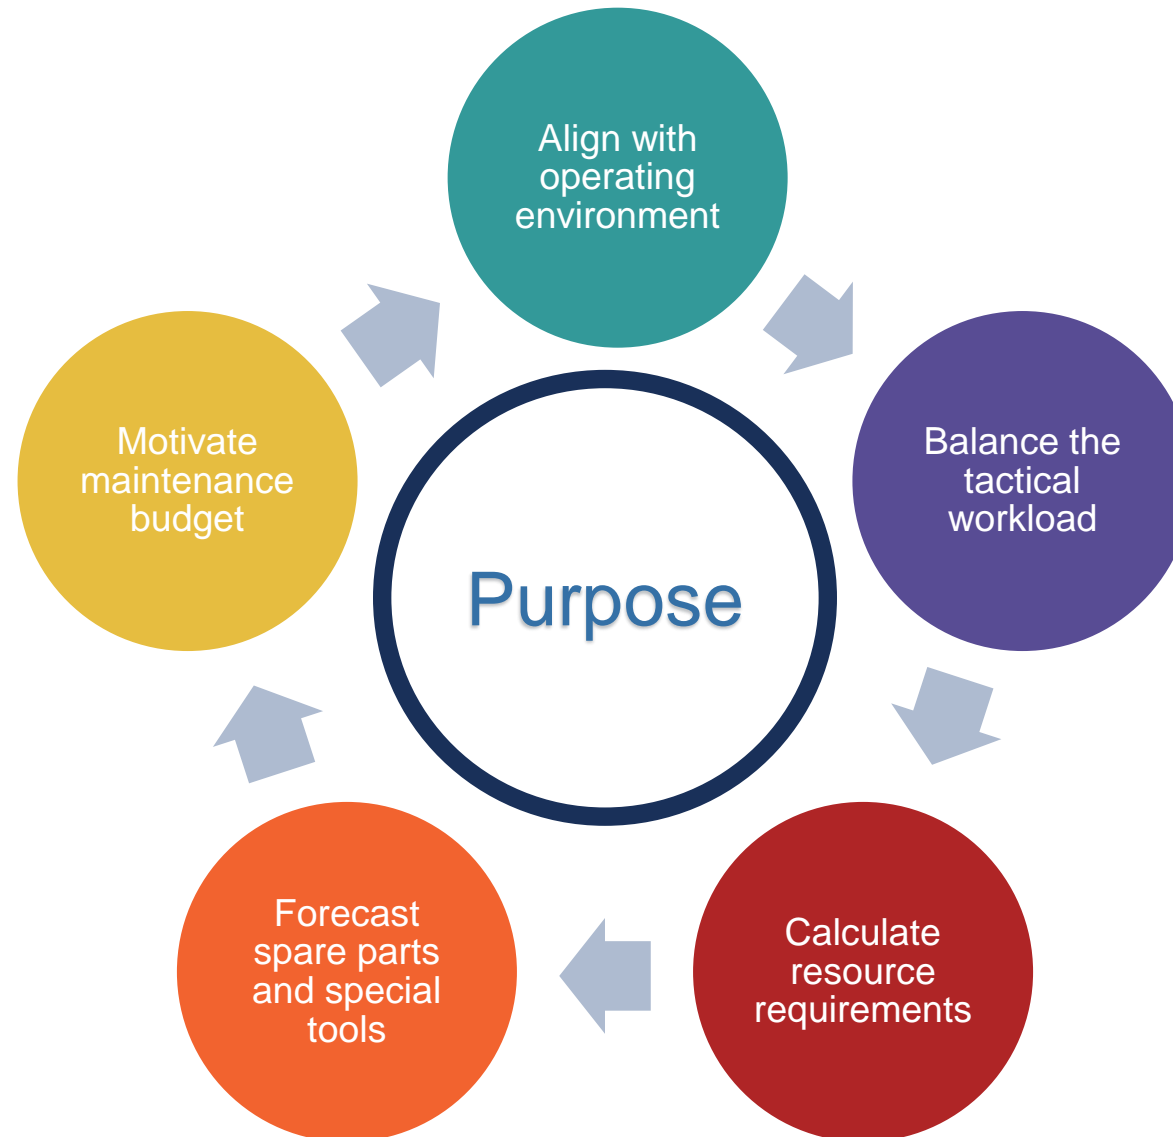 Align with
operating
environment
Balance the
tactical
workload
Calculate
resource
requirements
Forecast
spare parts
and special
tools
Motivate
maintenance
budget
Purpose